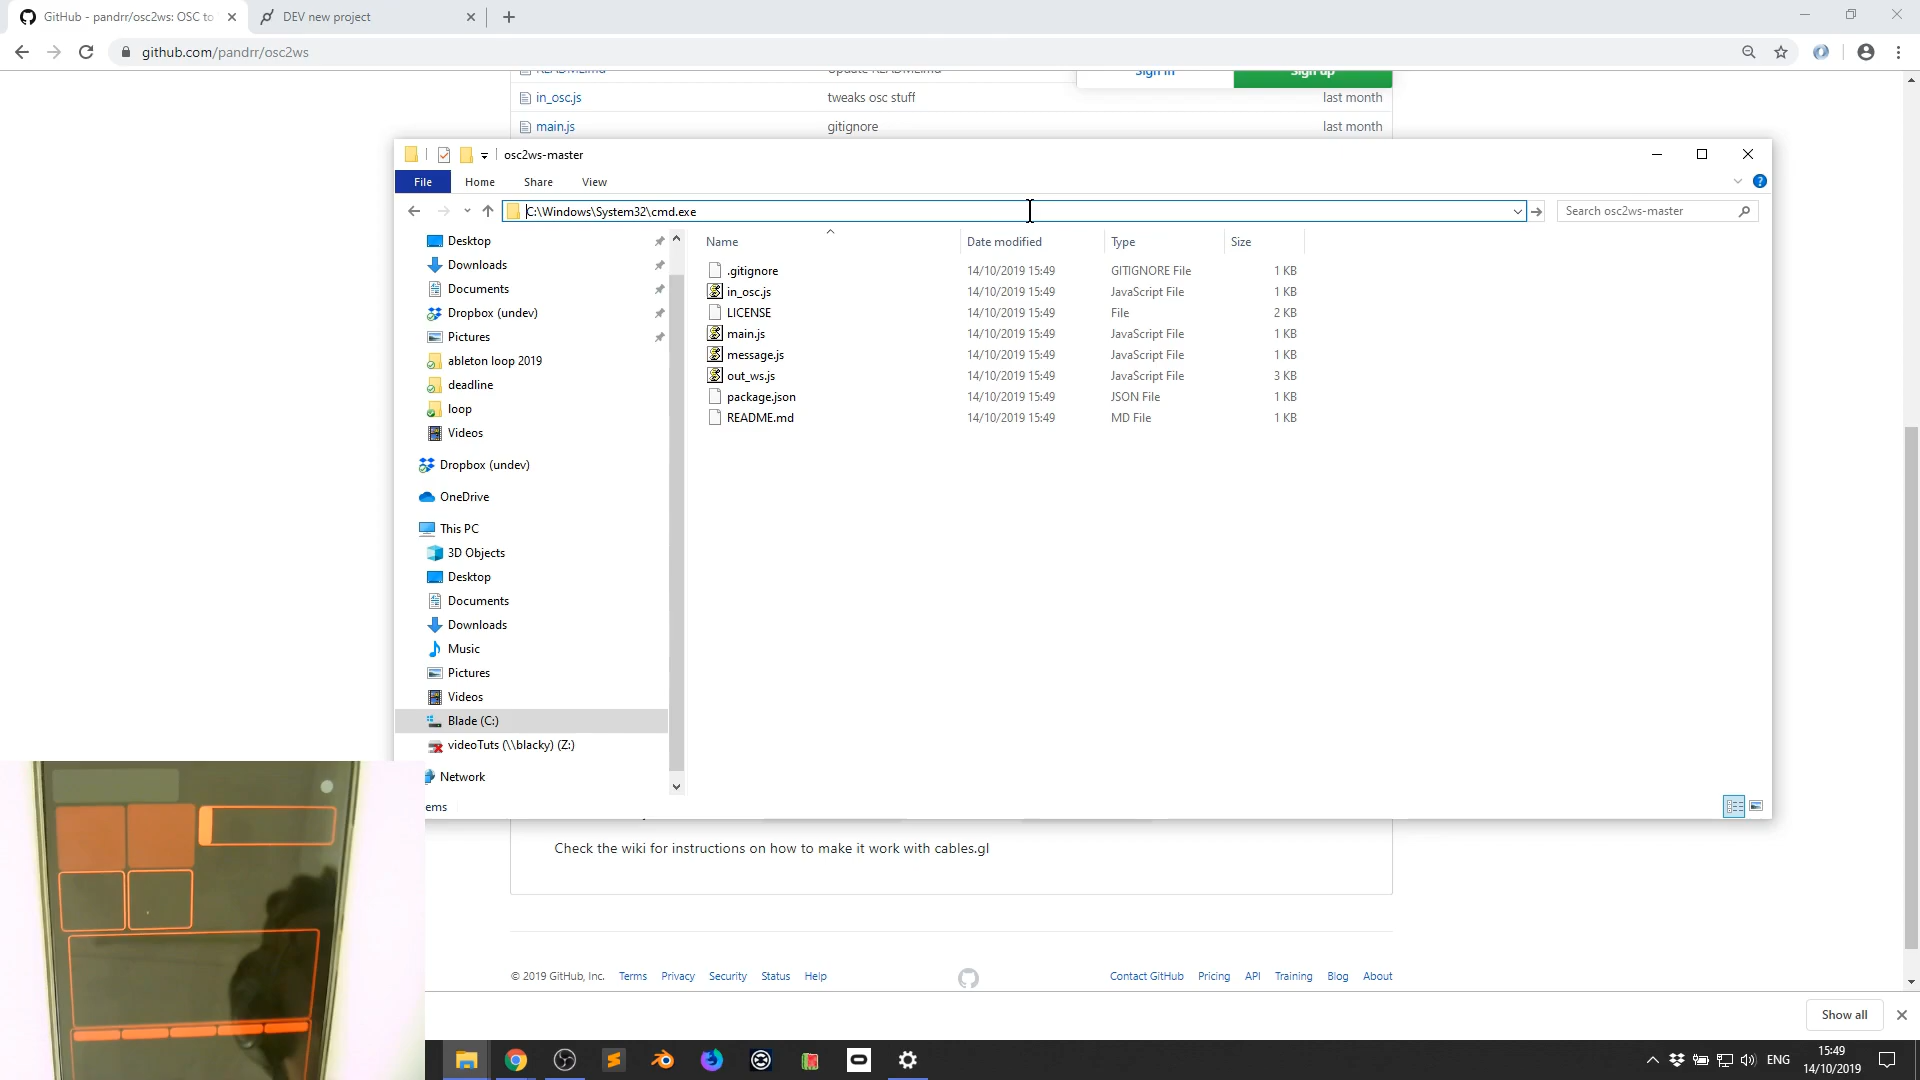 GitHub - pandrr/osc2ws: OSC to
DEV new project
github.com/pandrr/osc2ws
README.md
Update README.md
Sign in
Sign up
in_osc.js
tweaks osc stuff
last month
main.js
gitignore
last month
osc2ws-master
File
Home
Share
View
C:\Windows\System32\cmd.exe
Search osc2ws-master
Desktop
Downloads
Documents
Dropbox (undev)
Pictures
ableton loop 2019
deadline
loop
Videos
Dropbox (undev)
OneDrive
This PC
3D Objects
Desktop
Documents
Downloads
Music
Pictures
Videos
Blade (C:)
videoTuts (\\blacky) (Z:)
Network
Name
Date modified
Type
Size
.gitignore 14/10/2019 15:49 GITIGNORE File 1 KB
in_osc.js 14/10/2019 15:49 JavaScript File 1 KB
LICENSE 14/10/2019 15:49 File 2 KB
main.js 14/10/2019 15:49 JavaScript File 1 KB
message.js 14/10/2019 15:49 JavaScript File 1 KB
out_ws.js 14/10/2019 15:49 JavaScript File 3 KB
package.json 14/10/2019 15:49 JSON File 1 KB
README.md 14/10/2019 15:49 MD File 1 KB
ems
Check the wiki for instructions on how to make it work with cables.gl
© 2019 GitHub, Inc.
Terms
Privacy
Security
Status
Help
Contact GitHub
Pricing
API
Training
Blog
About
Show all
ENG
15:49
14/10/2019